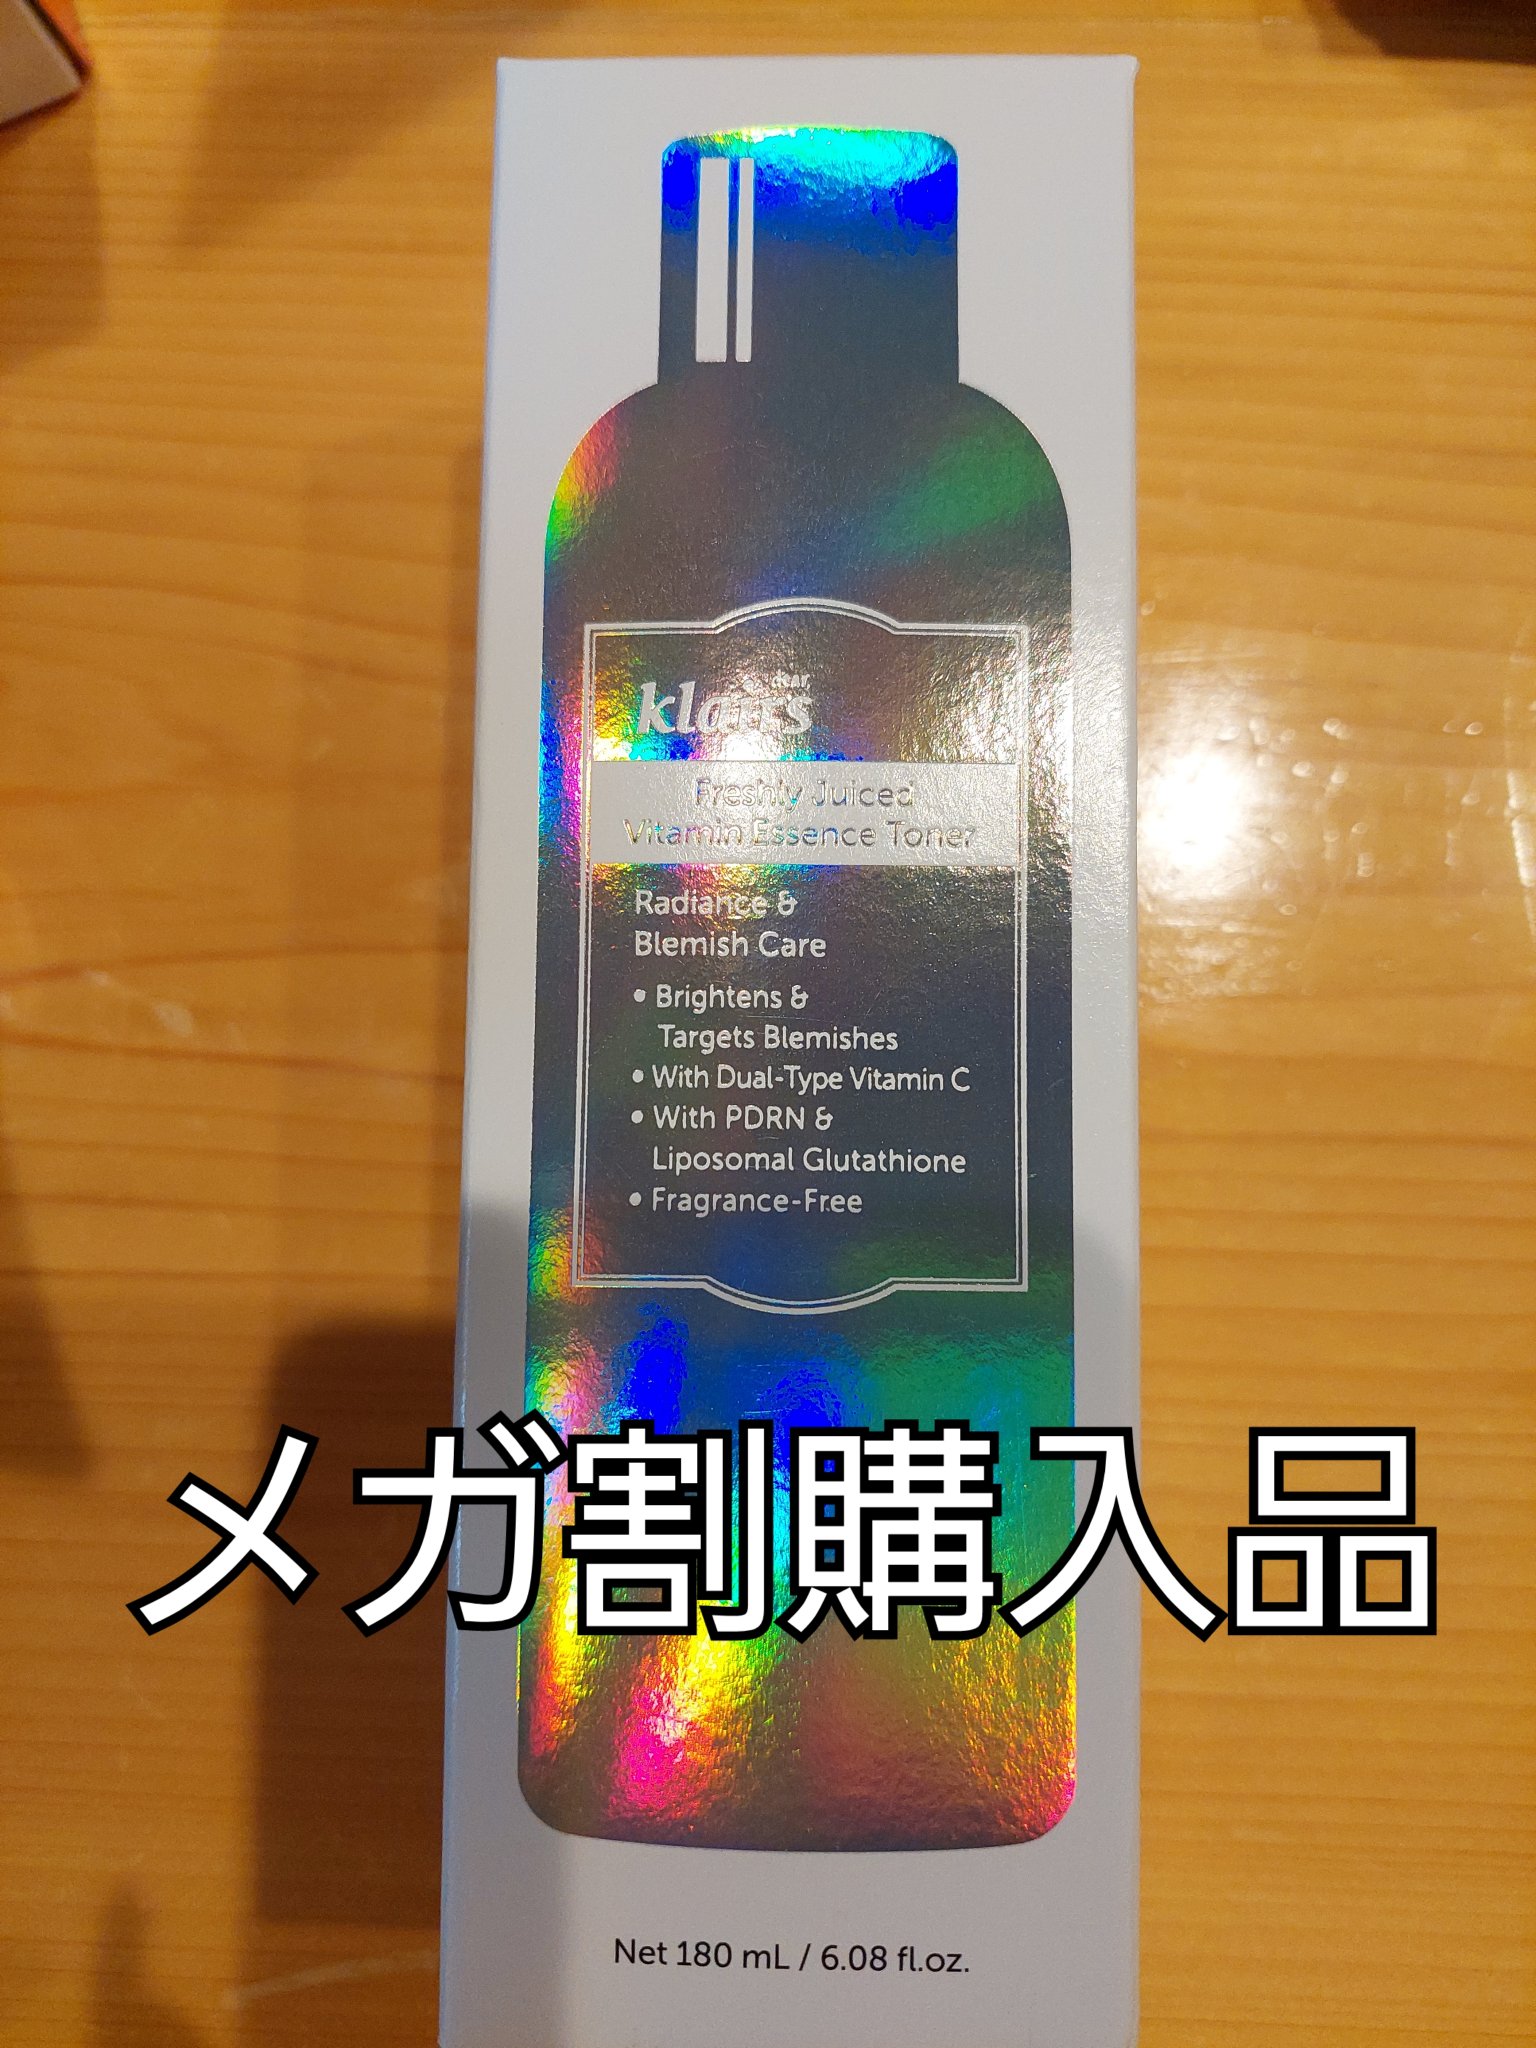 dear,
klairs
Freshly Juiced
Vitamin Essence Toner
Radiance &
Blemish Care
• Brightens &
Targets Blemishes
• With Dual-Type Vitamin C
• With PDRN &
Liposomal Glutathione
• Fragrance-Free
メガ割購入品
Net 180 mL / 6.08 fl.oz.